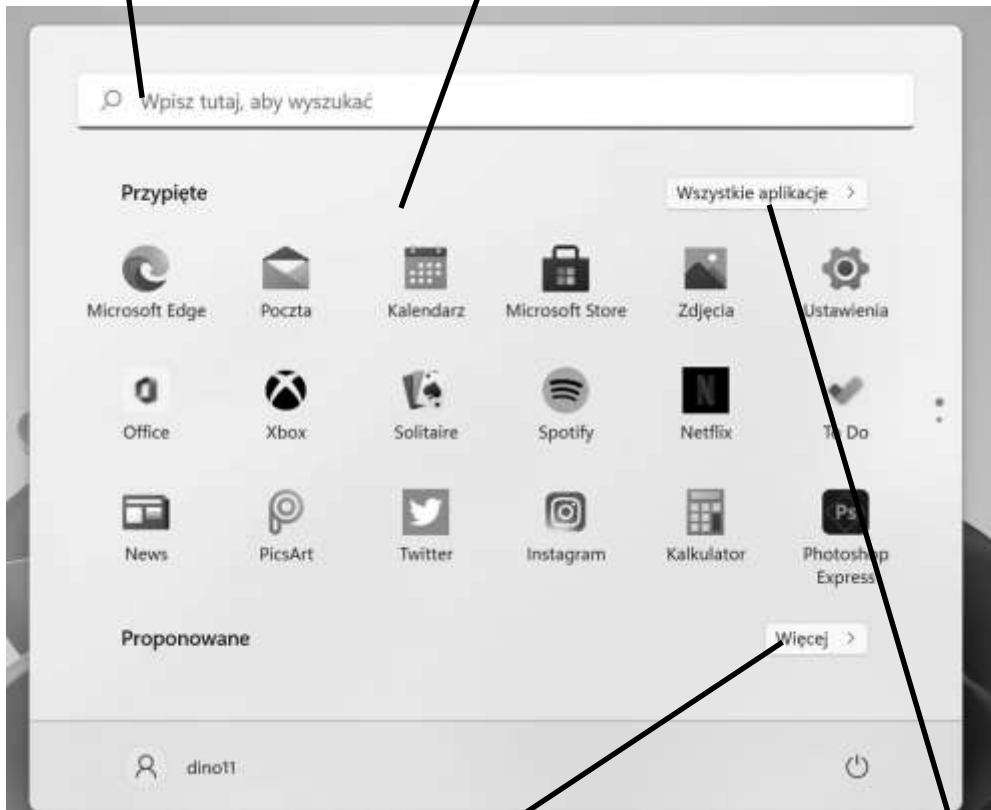 Wpisz tutaj, aby wyszukać
Przypięte
Wszystkie aplikacje
Microsoft Edge
Poczta
Kalendarz
Microsoft Store
Zdjęcia
Ustawienia
Office
Xbox
Solitaire
Spotify
N
Netflix
To Do
News
PicsArt
Twitter
Instagram
Kalkulator
Ps
Photoshop
Express
Proponowane
Więcej
dino11